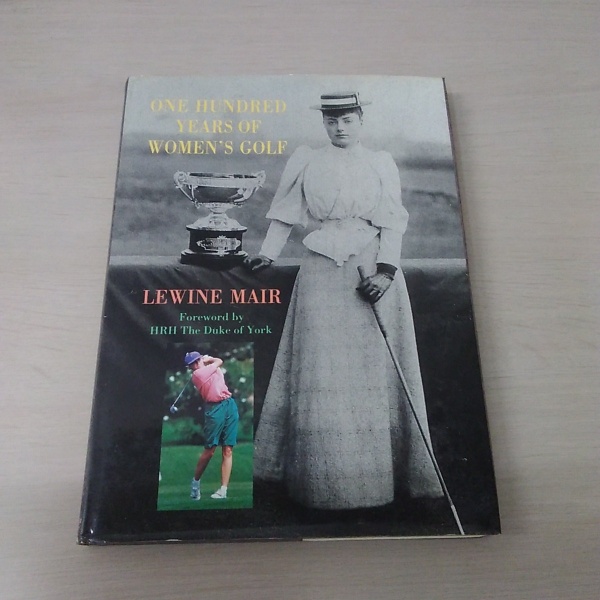 ONE HUNDRED
YEARS OF
WOMEN'S GOLF
LEWINE MAIR
Foreword by
HRH The Duke of York